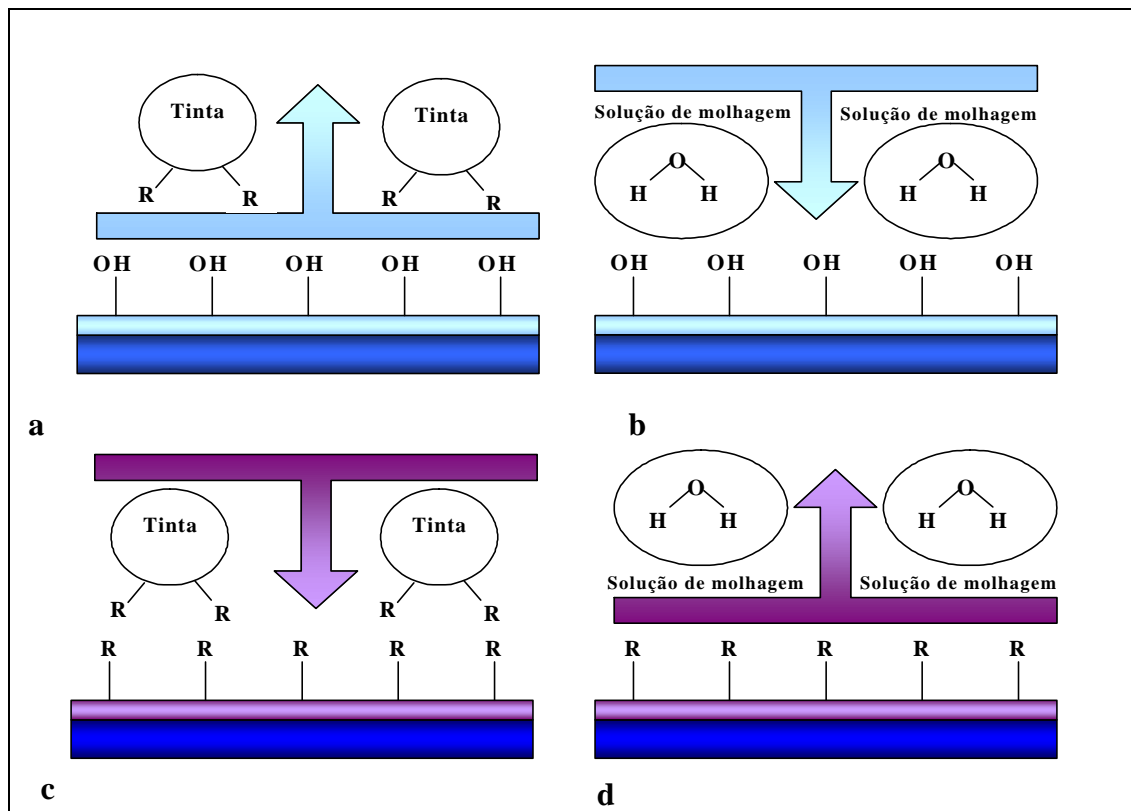 Tinta Tinta
R R R R
OH OH OH OH OH
a
Solução de molhagem Solução de molhagem
O O
H H H H
OH OH OH OH OH
b
Tinta Tinta
R R R R
R R R R R
c
O O
H H H H
Solução de molhagem Solução de molhagem
R R R R R
d